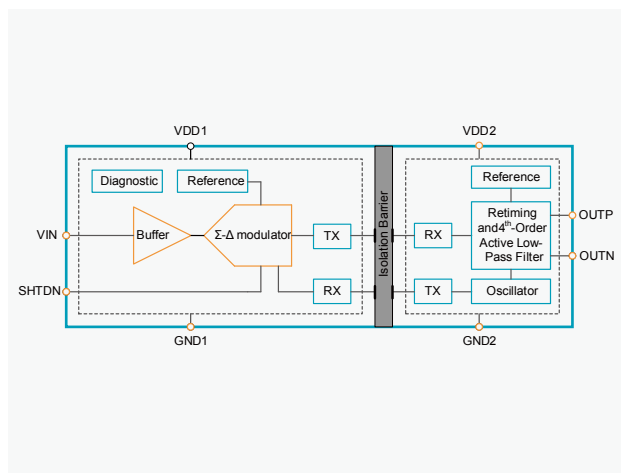 VDD1
VDD2
Diagnostic
Reference
Reference
VIN
Buffer
Σ-Δ modulator
TX
Isolation Barrier
RX
Retiming
and4th-Order
Active Low-
Pass Filter
OUTP
OUTN
SHTDN
RX
TX
Oscillator
GND1
GND2